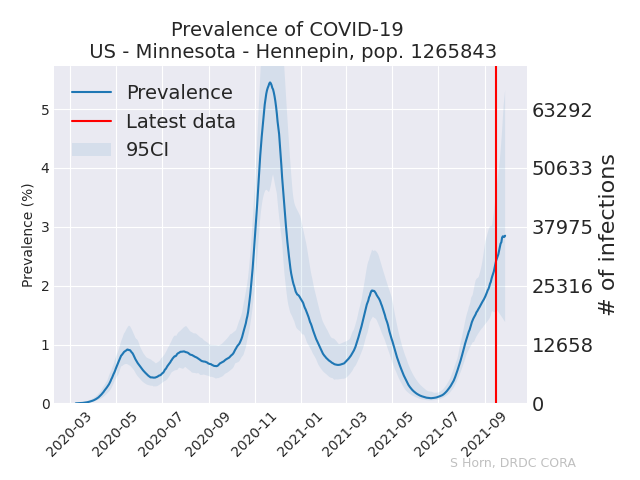 Prevalence of COVID-19
US - Minnesota - Hennepin, pop. 1265843
Prevalence
Latest data
95CI
Prevalence (%)
5
4
3
2
1
0
63292
50633
37975
25316
12658
0
# of infections
2020-03
2020-05
2020-07
2020-09
2020-11
2021-01
2021-03
2021-05
2021-07
2021-09
S Horn, DRDC CORA